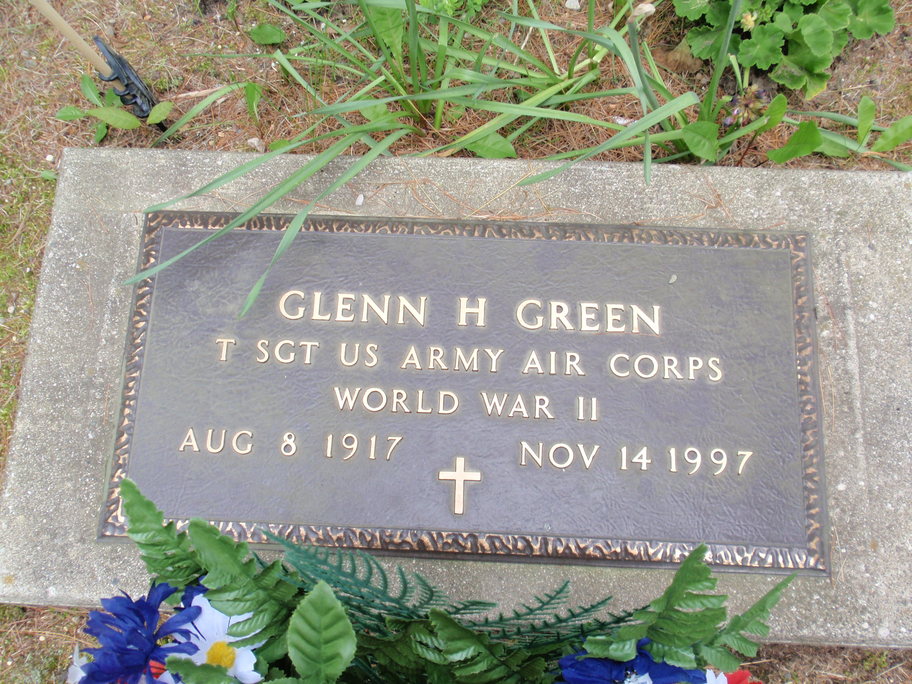 GLENN H GREEN
T SGT US ARMY AIR CORPS
WORLD WAR II
AUG 8 1917 NOV 14 1997